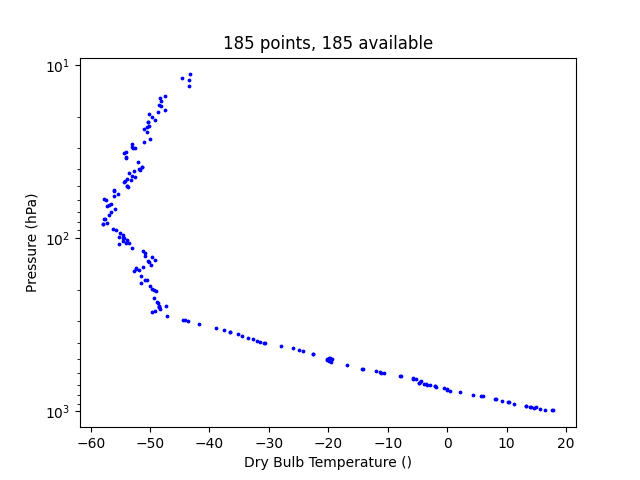 185 points, 185 available
10¹
10²
10³
Pressure (hPa)
−60 −50 −40 −30 −20 −10 0 10 20
Dry Bulb Temperature ()